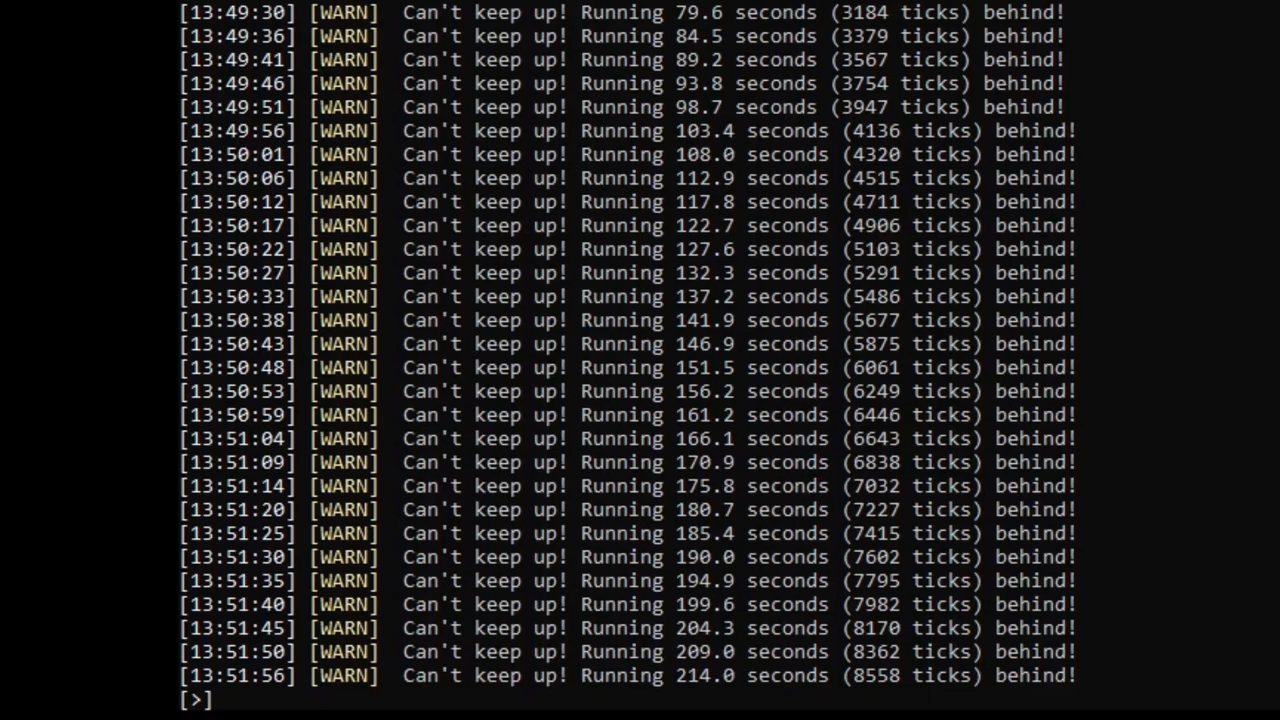 [13:49:30] [WARN]  Can't keep up! Running 79.6 seconds (3184 ticks) behind!
[13:49:36] [WARN]  Can't keep up! Running 84.5 seconds (3379 ticks) behind!
[13:49:41] [WARN]  Can't keep up! Running 89.2 seconds (3567 ticks) behind!
[13:49:46] [WARN]  Can't keep up! Running 93.8 seconds (3754 ticks) behind!
[13:49:51] [WARN]  Can't keep up! Running 98.7 seconds (3947 ticks) behind!
[13:49:56] [WARN]  Can't keep up! Running 103.4 seconds (4136 ticks) behind!
[13:50:01] [WARN]  Can't keep up! Running 108.0 seconds (4320 ticks) behind!
[13:50:06] [WARN]  Can't keep up! Running 112.9 seconds (4515 ticks) behind!
[13:50:12] [WARN]  Can't keep up! Running 117.8 seconds (4711 ticks) behind!
[13:50:17] [WARN]  Can't keep up! Running 122.7 seconds (4906 ticks) behind!
[13:50:22] [WARN]  Can't keep up! Running 127.6 seconds (5103 ticks) behind!
[13:50:27] [WARN]  Can't keep up! Running 132.3 seconds (5291 ticks) behind!
[13:50:33] [WARN]  Can't keep up! Running 137.2 seconds (5486 ticks) behind!
[13:50:38] [WARN]  Can't keep up! Running 141.9 seconds (5677 ticks) behind!
[13:50:43] [WARN]  Can't keep up! Running 146.9 seconds (5875 ticks) behind!
[13:50:48] [WARN]  Can't keep up! Running 151.5 seconds (6061 ticks) behind!
[13:50:53] [WARN]  Can't keep up! Running 156.2 seconds (6249 ticks) behind!
[13:50:59] [WARN]  Can't keep up! Running 161.2 seconds (6446 ticks) behind!
[13:51:04] [WARN]  Can't keep up! Running 166.1 seconds (6643 ticks) behind!
[13:51:09] [WARN]  Can't keep up! Running 170.9 seconds (6838 ticks) behind!
[13:51:14] [WARN]  Can't keep up! Running 175.8 seconds (7032 ticks) behind!
[13:51:20] [WARN]  Can't keep up! Running 180.7 seconds (7227 ticks) behind!
[13:51:25] [WARN]  Can't keep up! Running 185.4 seconds (7415 ticks) behind!
[13:51:30] [WARN]  Can't keep up! Running 190.0 seconds (7602 ticks) behind!
[13:51:35] [WARN]  Can't keep up! Running 194.9 seconds (7795 ticks) behind!
[13:51:40] [WARN]  Can't keep up! Running 199.6 seconds (7982 ticks) behind!
[13:51:45] [WARN]  Can't keep up! Running 204.3 seconds (8170 ticks) behind!
[13:51:50] [WARN]  Can't keep up! Running 209.0 seconds (8362 ticks) behind!
[13:51:56] [WARN]  Can't keep up! Running 214.0 seconds (8558 ticks) behind!
[>]